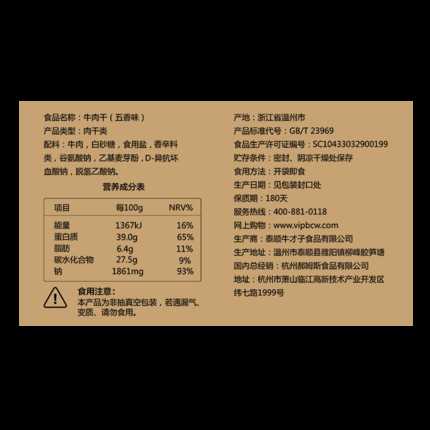 食品名称：牛肉干（五香味）
产品类型：肉干类
配料：牛肉，白砂糖，食用盐，香辛料
类，谷氨酸钠，乙基麦芽酚，D-异抗坏
血酸钠，脱氢乙酸钠。
营养成分表
项目 每100g NRV%
能量 1367kJ 16%
蛋白质 39.0g 65%
脂肪 6.4g 11%
碳水化合物 27.5g 9%
钠 1861mg 93%
食用注意：
本产品为非抽真空包装，若遇漏气、
变质、请勿食用。
产地：浙江省温州市
产品标准代号：GB/T 23969
食品生产许可证编号：SC10433032900199
贮存条件：密封、阴凉干燥处保存
食用方法：开袋即食
生产日期：见包装封口处
保质期：180天
服务热线：400-881-0118
网上购物：www.vipbcw.com
生产商：泰顺牛才子食品有限公司
生产地址：温州市泰顺县雅阳镇柳峰胶笋塘
国内总经销：杭州郝姆斯食品有限公司
地址：杭州市萧山临江高新技术产业开发区
纬七路1999号